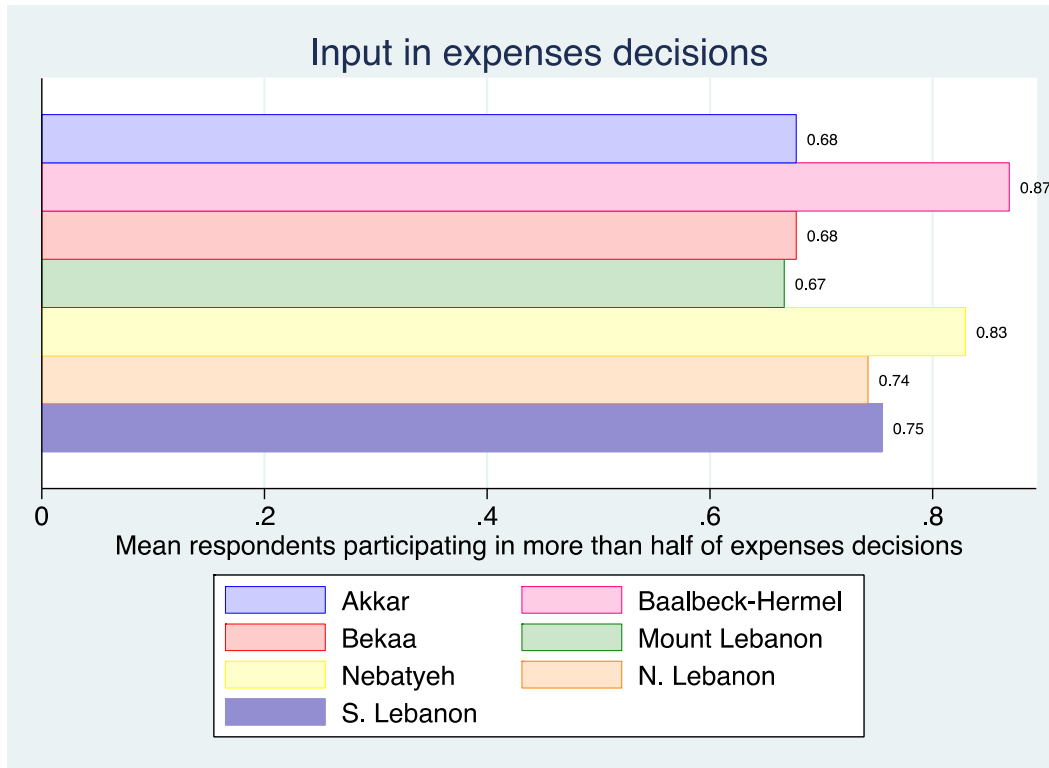 Input in expenses decisions
0.68
0.87
0.68
0.67
0.83
0.74
0.75
0 .2 .4 .6 .8
Mean respondents participating in more than half of expenses decisions
Akkar Baalbeck-Hermel
Bekaa Mount Lebanon
Nebatyeh N. Lebanon
S. Lebanon